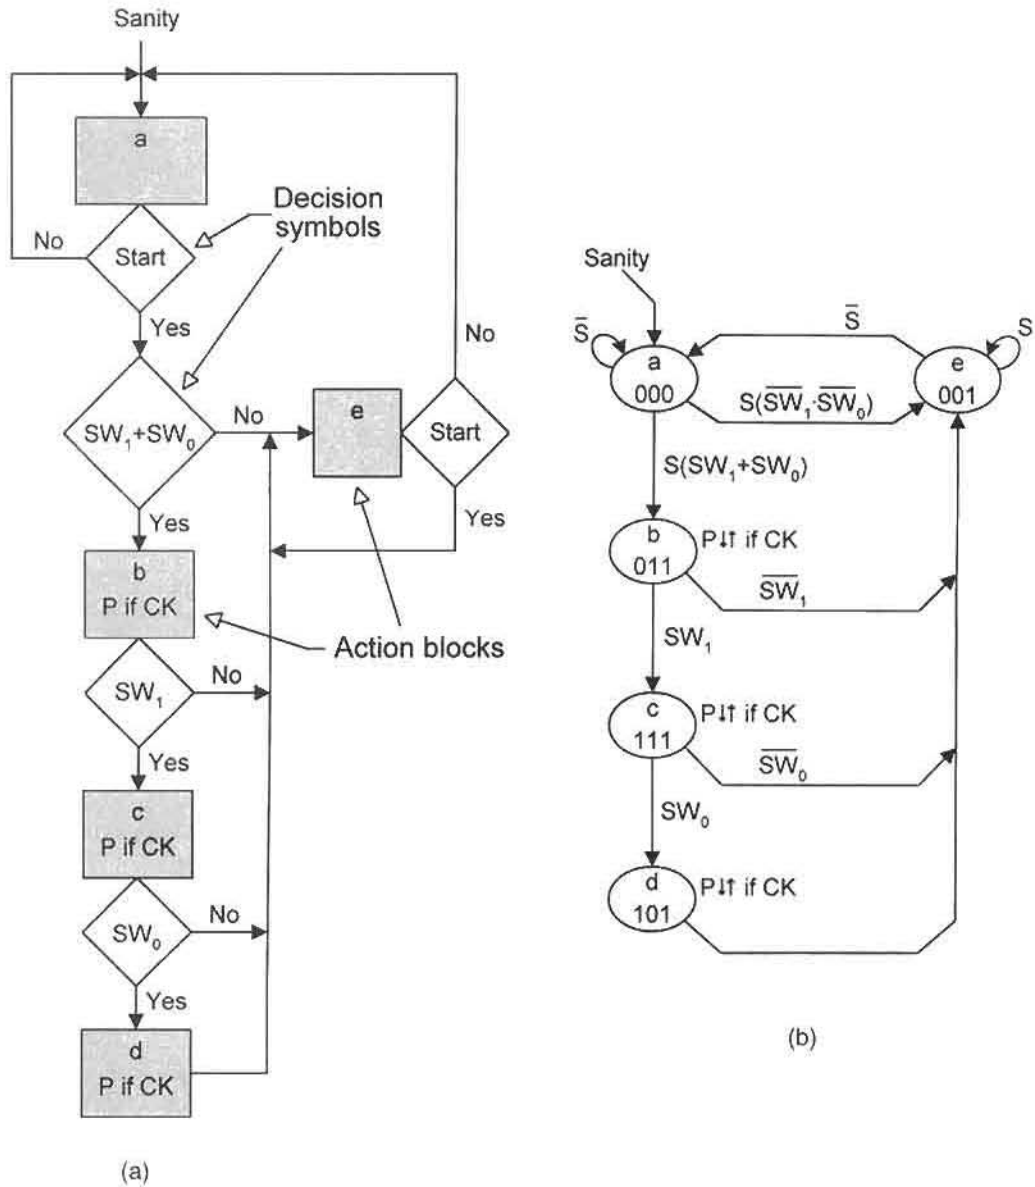 Sanity
a
Decision
symbols
No
Start
Yes
No
SW₁+SW₀
No
e
Start
Yes
Yes
b
P if CK
Action blocks
SW₁
No
Yes
c
P if CK
SW₀
No
Yes
d
P if CK
(a)
Sanity
S̅
S̅
S
a
000
e
001
S(S̅W̅₁·S̅W̅₀)
S(SW₁+SW₀)
b
011
P↓↑ if CK
S̅W̅₁
SW₁
c
111
P↓↑ if CK
S̅W̅₀
SW₀
d
101
P↓↑ if CK
(b)